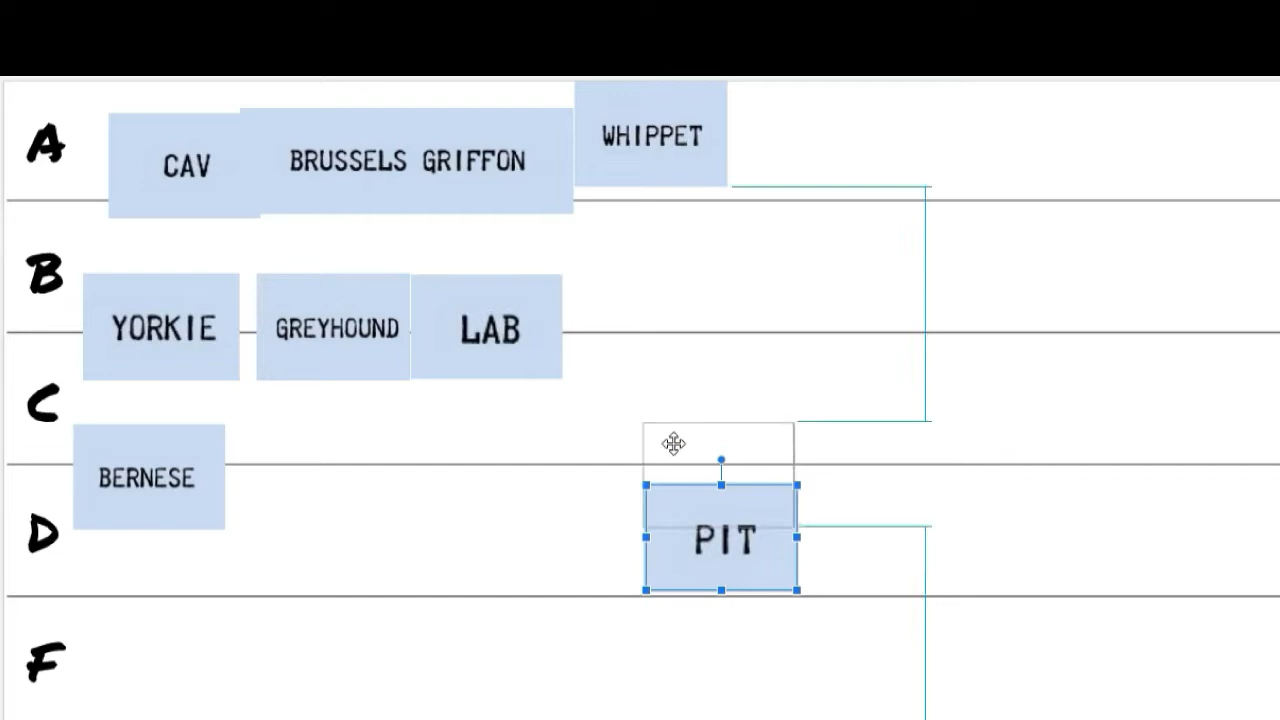 A
CAV
BRUSSELS GRIFFON
WHIPPET
B
YORKIE
GREYHOUND
LAB
C
BERNESE
D
PIT
F